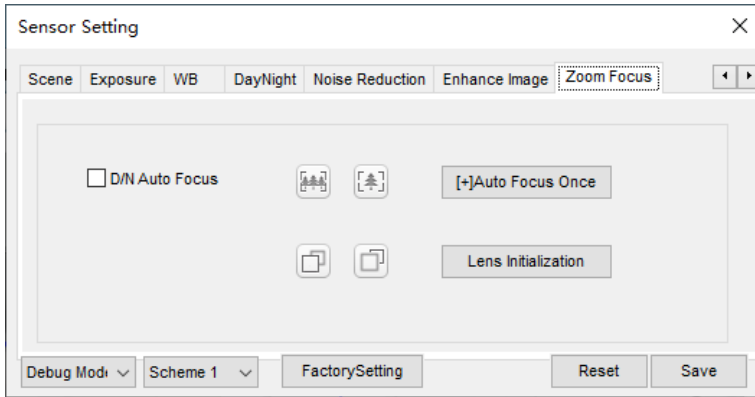 Sensor Setting
Scene Exposure WB DayNight Noise Reduction Enhance Image Zoom Focus
D/N Auto Focus [+]Auto Focus Once
Lens Initialization
Debug Mod Scheme 1 FactorySetting Reset Save